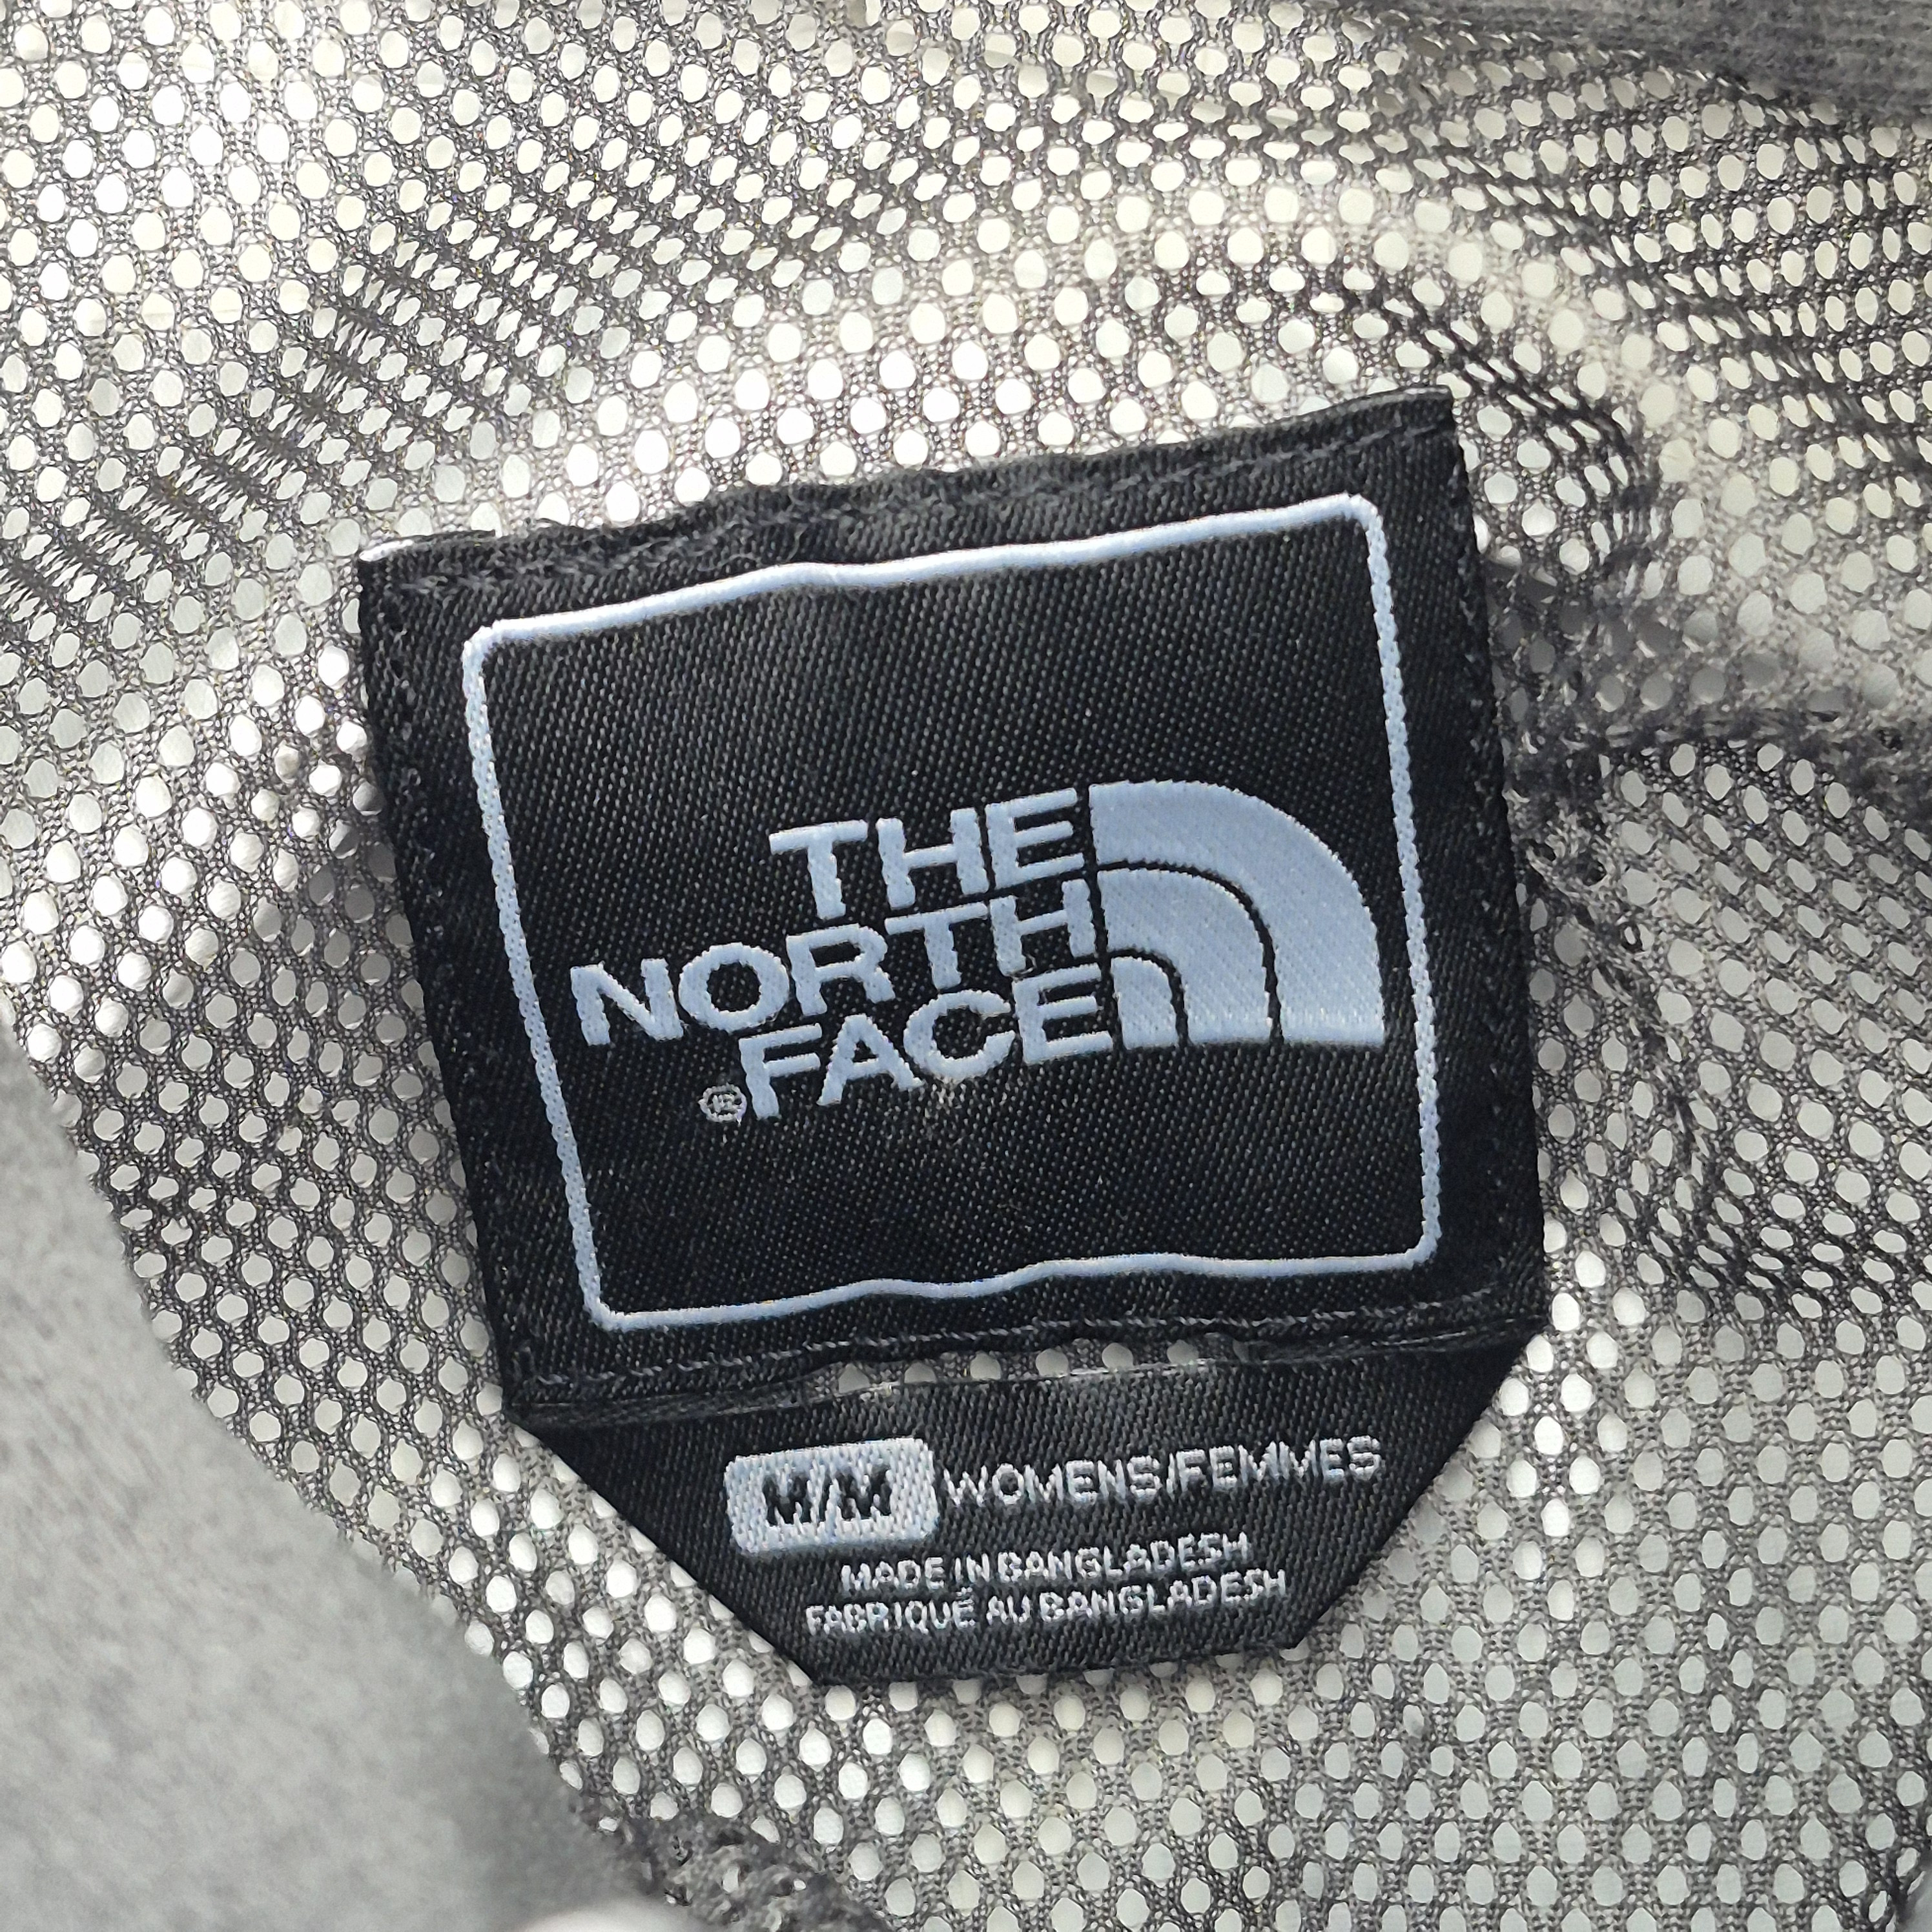 THE
NORTH
FACE
®
M/M WOMENS/FEMMES
MADE IN BANGLADESH
FABRIQUÉ AU BANGLADESH